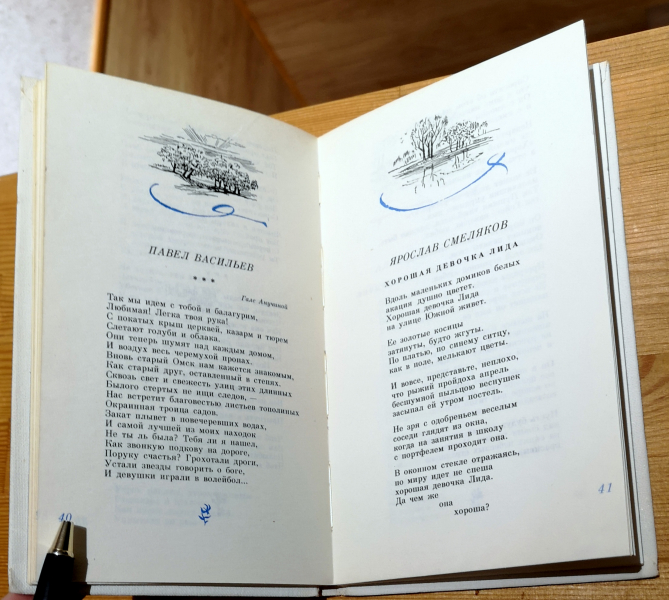 ПАВЕЛ ВАСИЛЬЕВ
* * *
Гале Анучиной
Так мы идем с тобой и балагурим,
Любимая! Легка твоя рука!
С покатых крыш церквей, казарм и тюрем
Слетают голуби и облака.
Они теперь шумят над каждым домом,
И воздух весь черемухой пропах.
Вновь старый Омск нам кажется знакомым,
Как старый друг, оставленный в степях.
Сквозь свет и свежесть улиц этих длинных
Былого стертых не ищи следов, —
Нас встретит благовестью листьев тополиных
Окраинная троица садов.
Закат плывет в повечеревших водах,
И самой лучшей из моих находок
Не ты ль была? Тебя ли я нашел,
Как звонкую подкову на дороге,
Поруку счастья? Грохотали дроги,
Устали звезды говорить о боге,
И девушки играли в волейбол...
40
ЯРОСЛАВ СМЕЛЯКОВ
ХОРОШАЯ ДЕВОЧКА ЛИДА
Вдоль маленьких домиков белых
акация душно цветет.
Хорошая девочка Лида
на улице Южной живет.
Ее золотые косицы
затянуты, будто жгуты.
По платью, по синему ситцу,
как в поле, мелькают цветы.
И вовсе, представьте, неплохо,
что рыжий пройдоха апрель
бесшумной пыльцою веснушек
засыпал ей утром постель.
Не зря с одобреньем веселым
соседи глядят из окна,
когда на занятия в школу
с портфелем проходит она.
В оконном стекле отражаясь,
по миру идет не спеша
хорошая девочка Лида.
Да чем же
она
хороша?
41